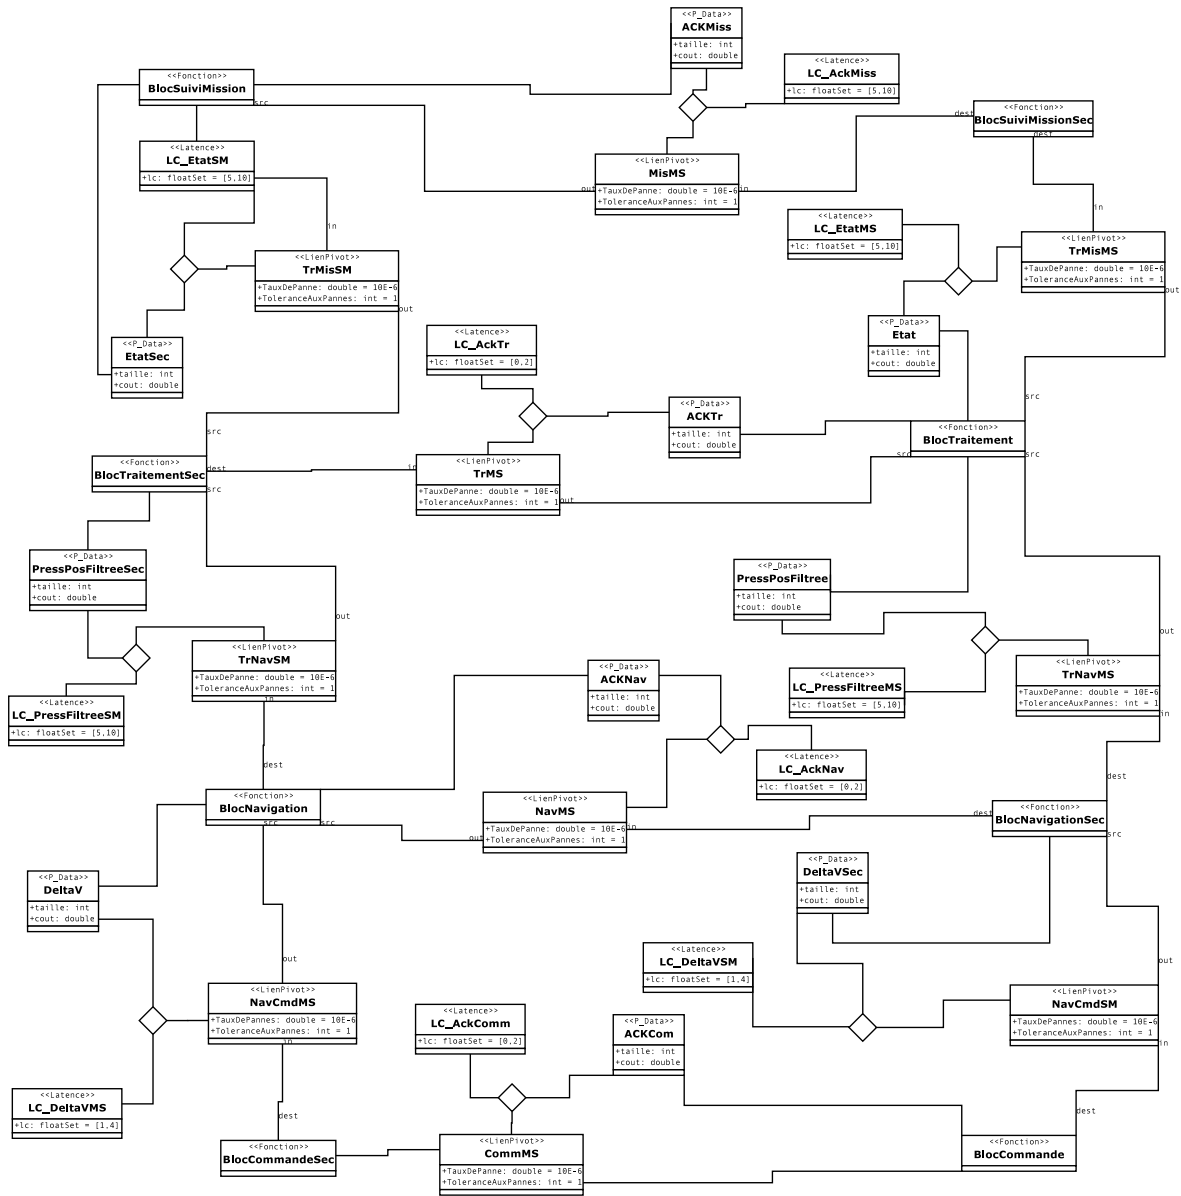 <<P_Data>>
ACKMiss
+taille: int
+cout: double
<<Latence>>
LC_AckMiss
+lc: floatSet = [5,10]
<<Fonction>>
BlocSuiviMission
src
<<Fonction>>
BlocSuiviMissionSec
dest
dest
<<Latence>>
LC_EtatSM
+lc: floatSet = [5,10]
<<LienPivot>>
MisMS
+TauxDePanne: double = 10E-6
+ToleranceAuxPannes: int = 1
out
in
in
in
<<Latence>>
LC_EtatMS
+lc: floatSet = [5,10]
<<LienPivot>>
TrMisSM
+TauxDePanne: double = 10E-6
+ToleranceAuxPannes: int = 1
out
<<LienPivot>>
TrMisMS
+TauxDePanne: double = 10E-6
+ToleranceAuxPannes: int = 1
out
<<P_Data>>
EtatSec
+taille: int
+cout: double
<<Latence>>
LC_AckTr
+lc: floatSet = [0,2]
<<P_Data>>
Etat
+taille: int
+cout: double
src
<<P_Data>>
ACKTr
+taille: int
+cout: double
src
<<Fonction>>
BlocTraitement
src
src
<<Fonction>>
BlocTraitementSec
dest
src
in
<<LienPivot>>
TrMS
+TauxDePanne: double = 10E-6
+ToleranceAuxPannes: int = 1
out
<<P_Data>>
PressPosFiltreeSec
+taille: int
+cout: double
<<P_Data>>
PressPosFiltree
+taille: int
+cout: double
out
out
<<LienPivot>>
TrNavSM
+TauxDePanne: double = 10E-6
+ToleranceAuxPannes: int = 1
in
<<Latence>>
LC_PressFiltreeSM
+lc: floatSet = [5,10]
<<P_Data>>
ACKNav
+taille: int
+cout: double
<<Latence>>
LC_PressFiltreeMS
+lc: floatSet = [5,10]
<<LienPivot>>
TrNavMS
+TauxDePanne: double = 10E-6
+ToleranceAuxPannes: int = 1
in
<<Latence>>
LC_AckNav
+lc: floatSet = [0,2]
dest
dest
<<Fonction>>
BlocNavigation
src
src
<<LienPivot>>
NavMS
+TauxDePanne: double = 10E-6
+ToleranceAuxPannes: int = 1
out
in
<<Fonction>>
BlocNavigationSec
dest
src
<<P_Data>>
DeltaV
+taille: int
+cout: double
<<P_Data>>
DeltaVSec
+taille: int
+cout: double
out
<<Latence>>
LC_DeltaVSM
+lc: floatSet = [1,4]
out
<<LienPivot>>
NavCmdMS
+TauxDePannes: double = 10E-6
+ToleranceAuxPannes: int = 1
in
<<LienPivot>>
NavCmdSM
+TauxDePannes: double = 10E-6
+ToleranceAuxPannes: int = 1
in
<<Latence>>
LC_AckComm
+lc: floatSet = [0,2]
<<P_Data>>
ACKCom
+taille: int
+cout: double
<<Latence>>
LC_DeltaVMS
+lc: floatSet = [1,4]
dest
dest
<<Fonction>>
BlocCommandeSec
<<LienPivot>>
CommMS
+TauxDePanne: double = 10E-6
+ToleranceAuxPannes: int = 1
<<Fonction>>
BlocCommande